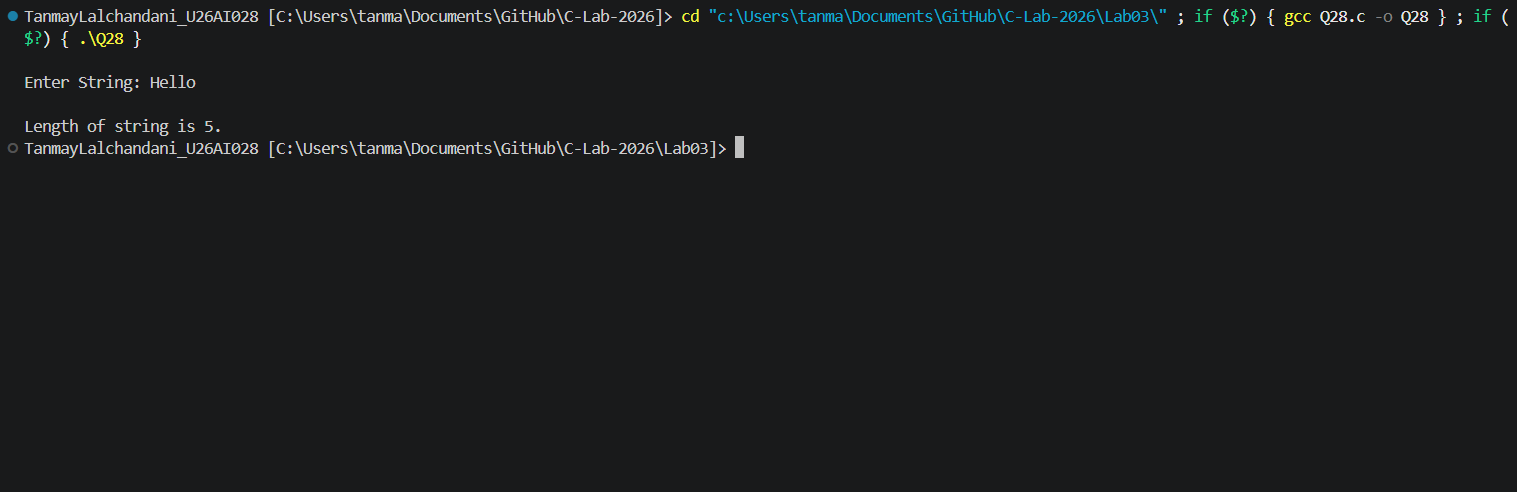 TanmayLalchandani_U26AI028 [C:\Users\tanma\Documents\GitHub\C-Lab-2026]> cd "c:\Users\tanma\Documents\GitHub\C-Lab-2026\Lab03\" ; if ($?) { gcc Q28.c -o Q28 } ; if (
$?) { .\Q28 }
Enter String: Hello
Length of string is 5.
TanmayLalchandani_U26AI028 [C:\Users\tanma\Documents\GitHub\C-Lab-2026\Lab03]>